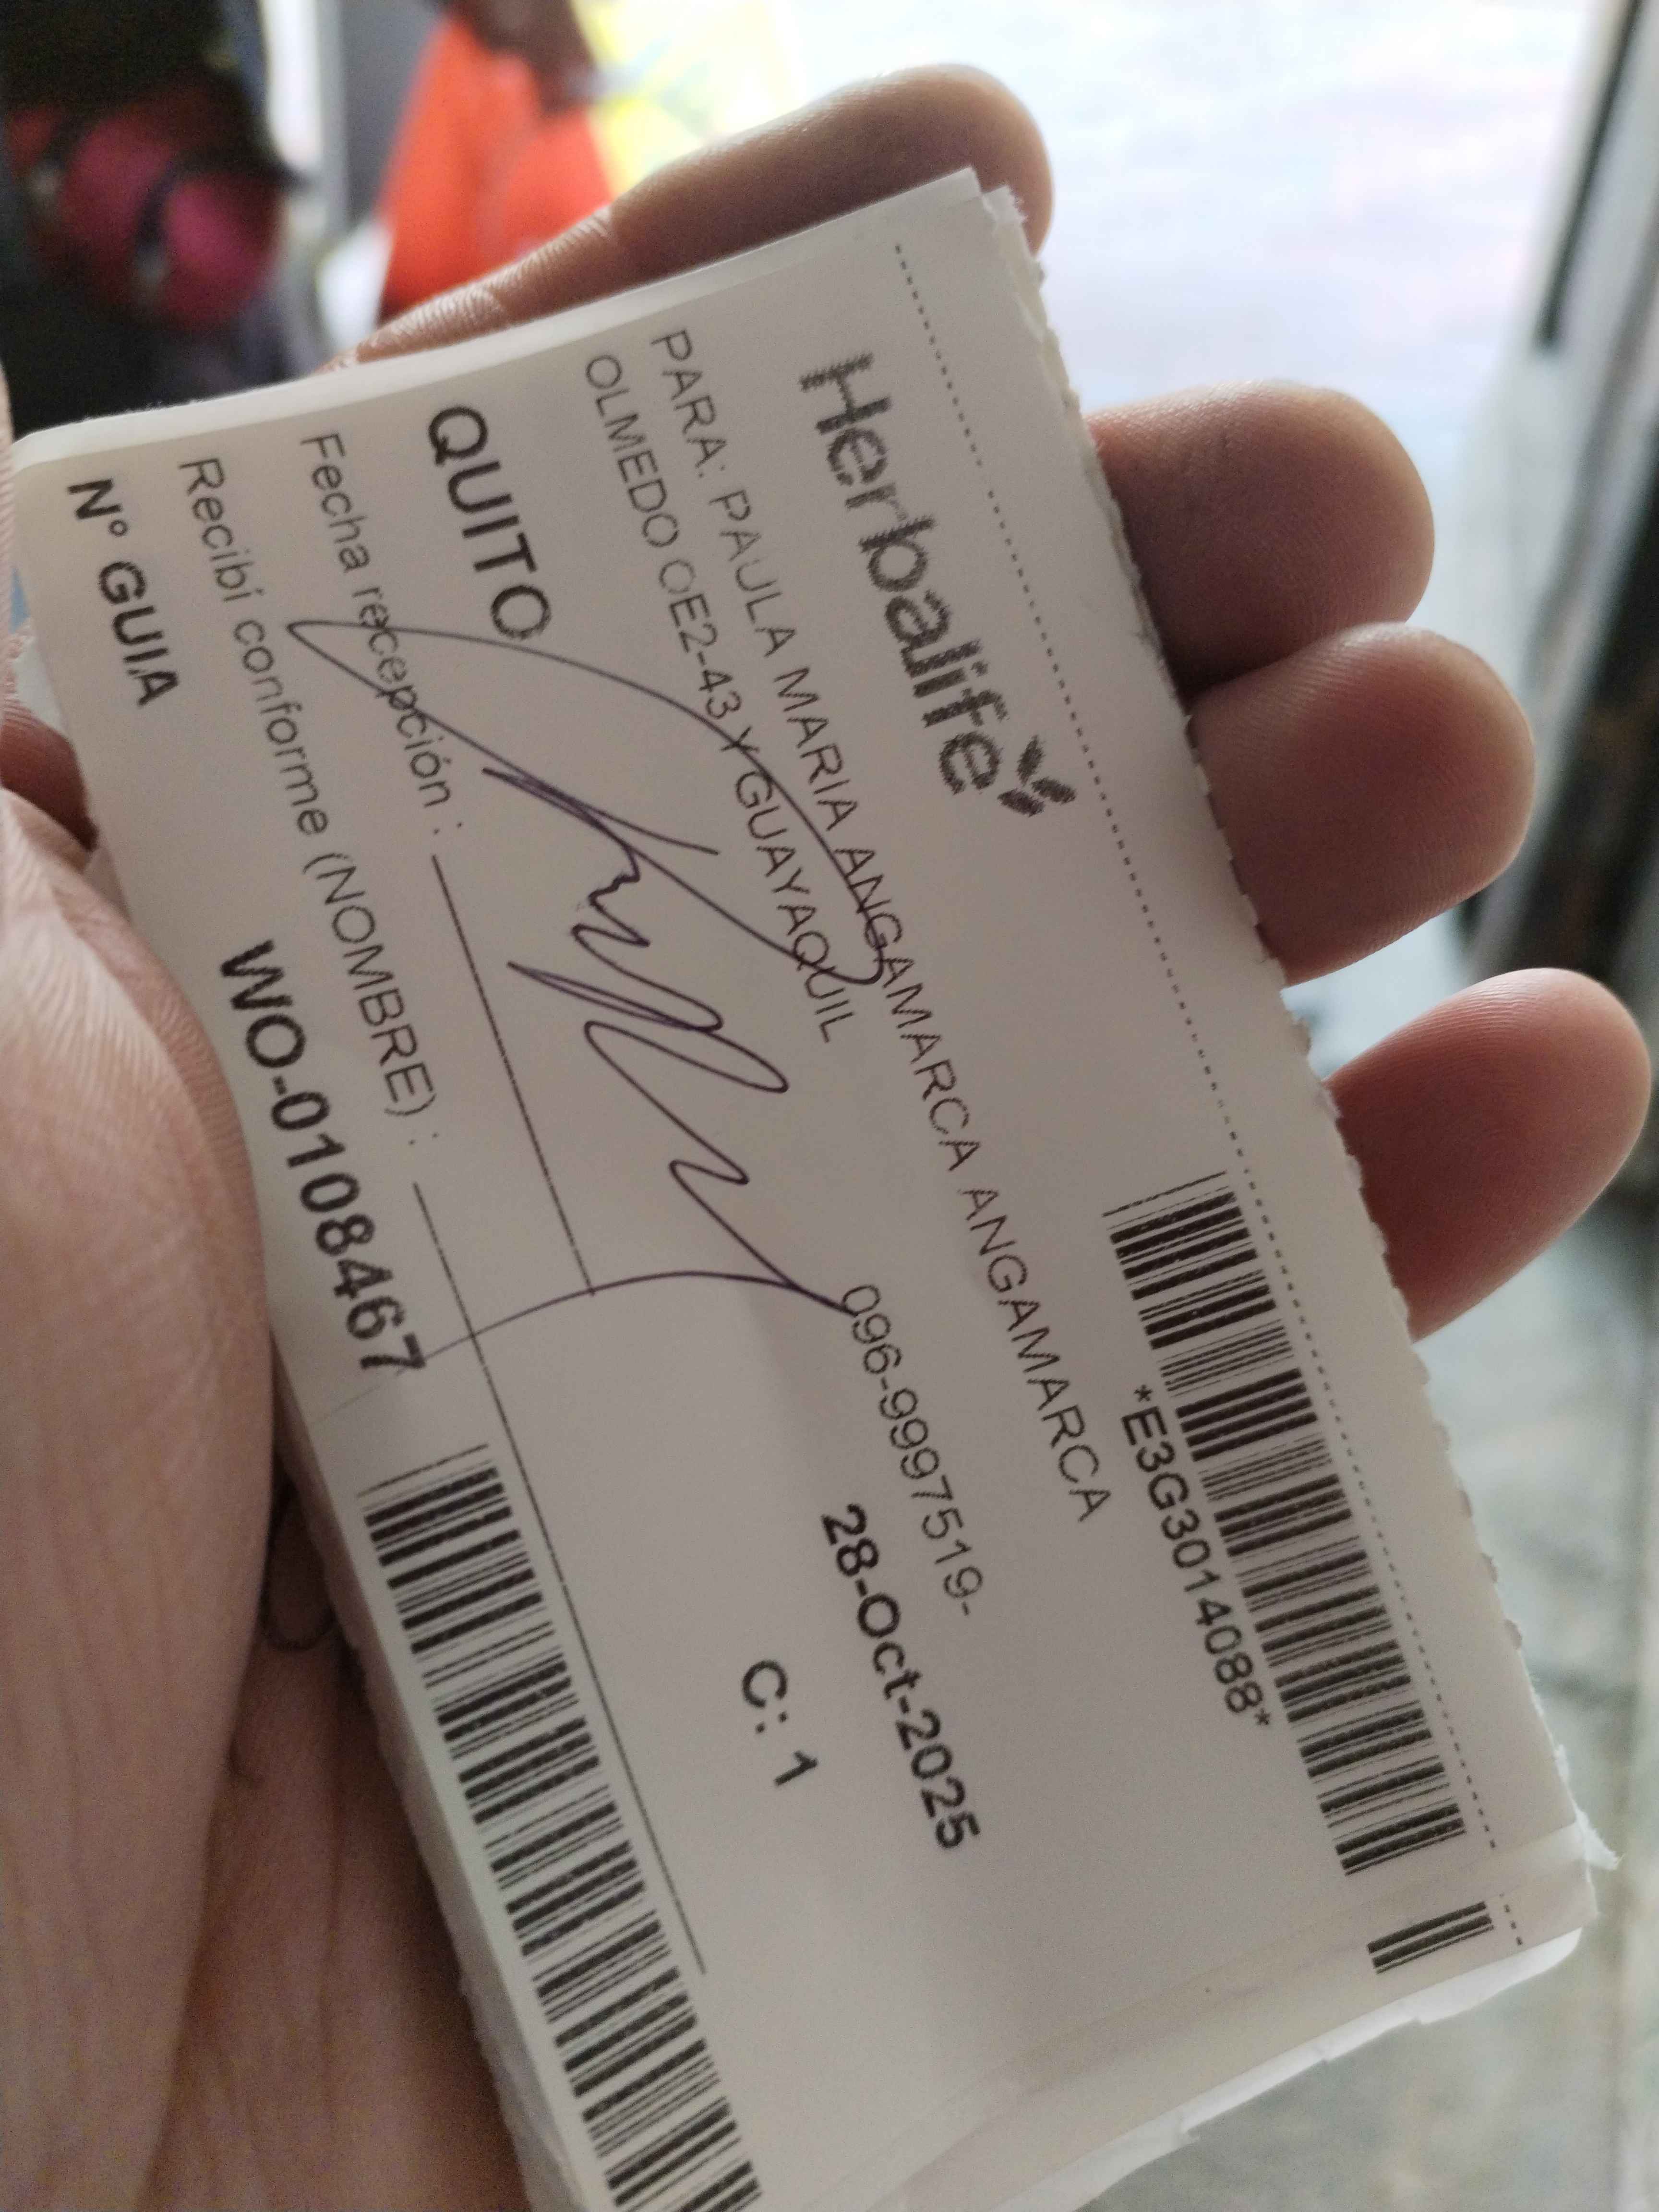 Herbalife
*E3G3014088*
PARA: PAULA MARIA ANGAMARCA ANGAMARCA
OLMEDO OE2-43 Y GUAYAQUIL
096-9997519-
QUITO
28-Oct-2025
C: 1
Fecha recepción :
Recibí conforme (NOMBRE) :
N° GUIA
WO-0108467